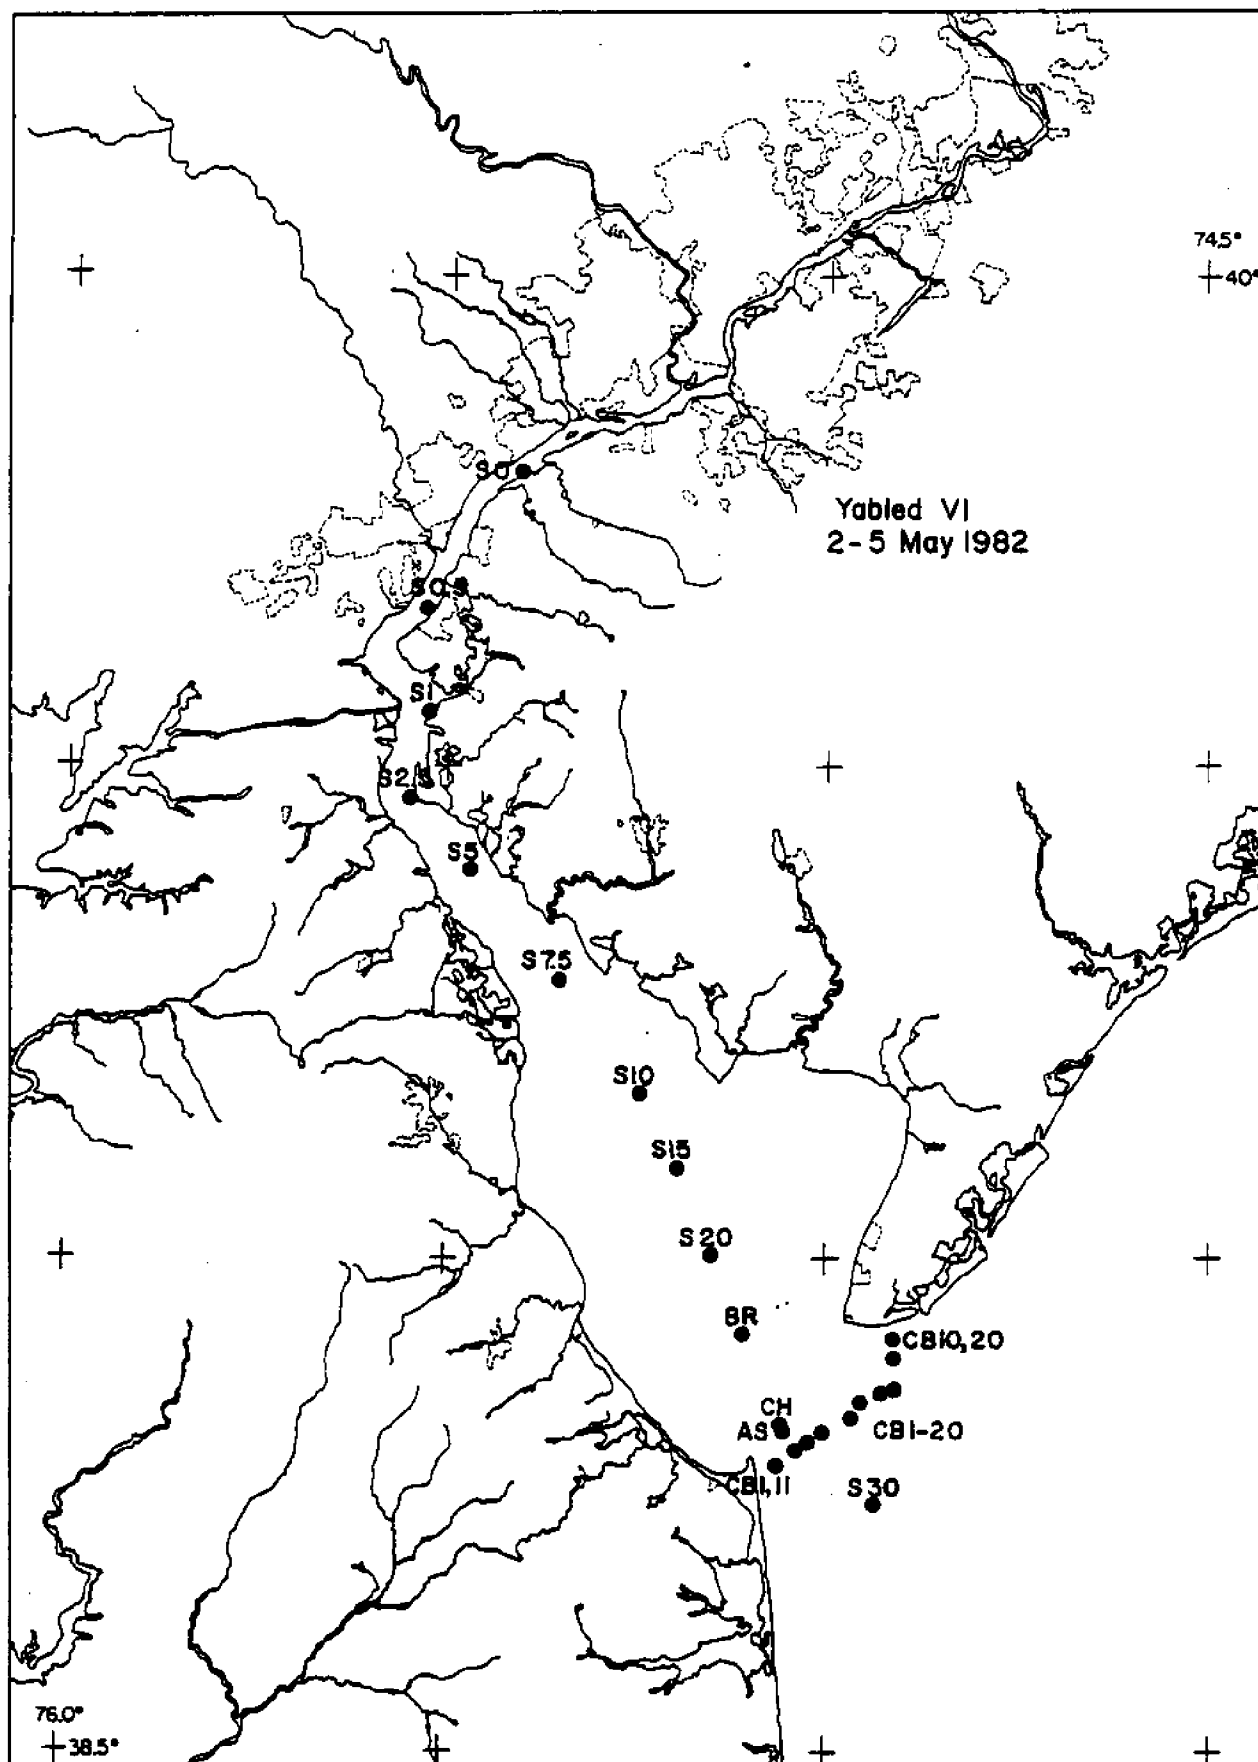 74.5°
40°
S0
Yabled VI
2-5 May 1982
S0.5
S1
S2.5
S5
S7.5
S10
S15
S20
BR
CB10,20
CH
AS
CB1-20
CB1,11
S30
76.0°
38.5°